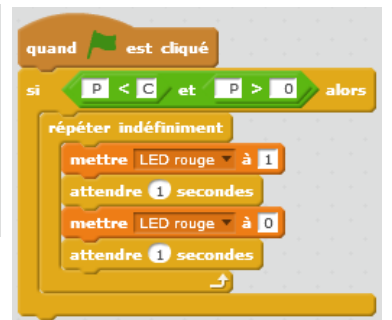 quand est cliqué
si P < C et P > 0 alors
répéter indéfiniment
mettre LED rouge à 1
attendre 1 secondes
mettre LED rouge à 0
attendre 1 secondes